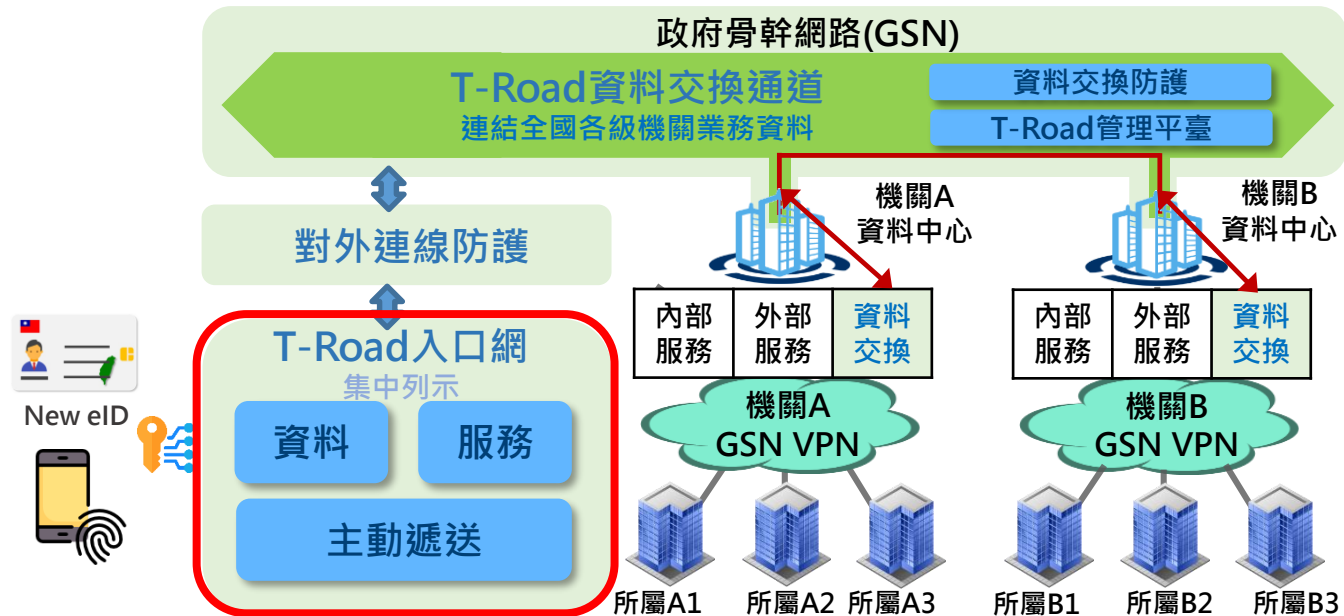 政府骨幹網路(GSN)
T-Road資料交換通道
連結全國各級機關業務資料
資料交換防護
T-Road管理平臺
對外連線防護
T-Road入口網
集中列示
資料
服務
主動遞送
New eID
機關A
資料中心
內部
服務
外部
服務
資料
交換
機關A
GSN VPN
所屬A1
所屬A2
所屬A3
機關B
資料中心
內部
服務
外部
服務
資料
交換
機關B
GSN VPN
所屬B1
所屬B2
所屬B3